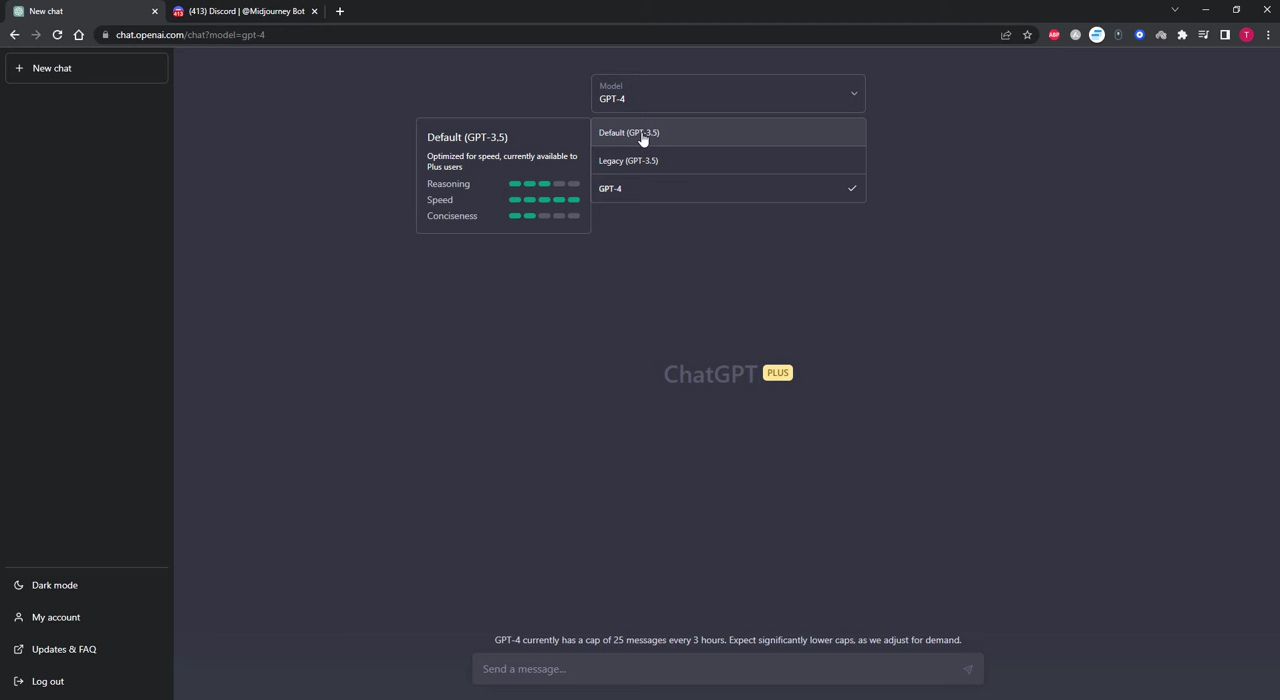 New chat
(413) Discord | @Midjourney Bot
chat.openai.com/chat?model=gpt-4
ABP
A
T
New chat
Model
GPT-4
Default (GPT-3.5)
Legacy (GPT-3.5)
GPT-4
Default (GPT-3.5)
Optimized for speed, currently available to
Plus users
Reasoning
Speed
Conciseness
ChatGPT PLUS
Dark mode
My account
Updates & FAQ
Log out
GPT-4 currently has a cap of 25 messages every 3 hours. Expect significantly lower caps, as we adjust for demand.
Send a message...